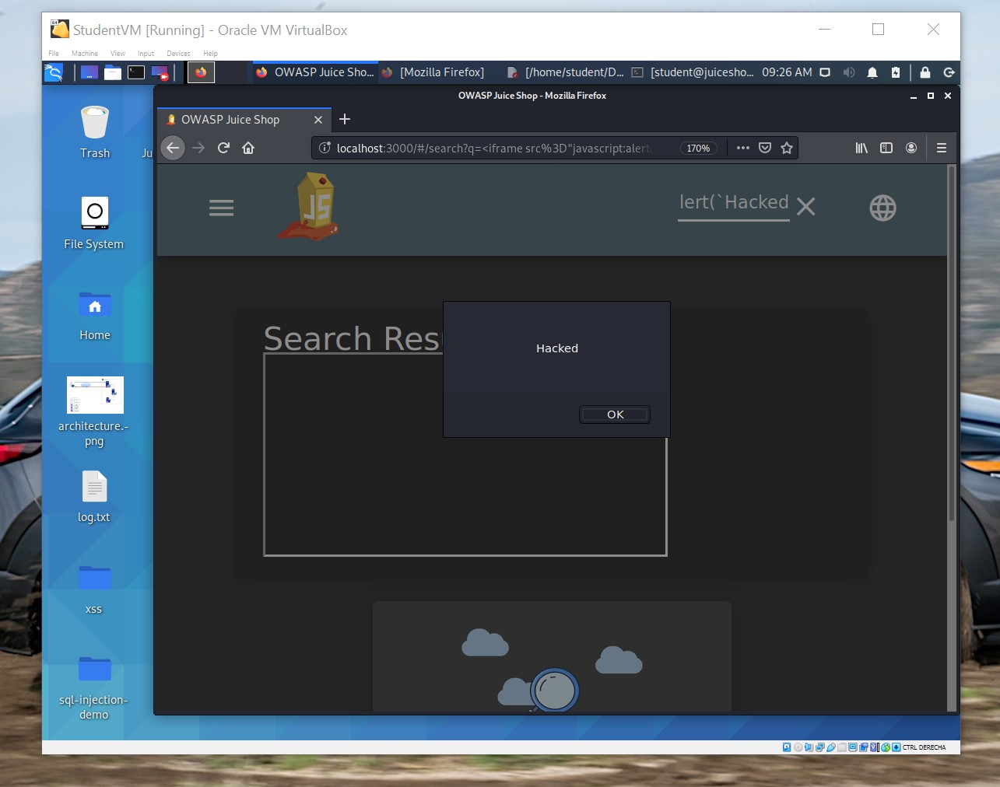 StudentVM [Running] - Oracle VM VirtualBox
File Machine View Input Devices Help
OWASP Juice Sho... [Mozilla Firefox] [/home/student/D... [student@juicesho... 09:26 AM
OWASP Juice Shop - Mozilla Firefox
OWASP Juice Shop
localhost:3000/#/search?q=<iframe src%3D"javascript:alert 170%
Trash
Ju
JS
lert(`Hacked
File System
Search Res
Hacked
OK
Home
architecture.-
png
log.txt
xss
sql-injection-
demo
CTRL DERECHA